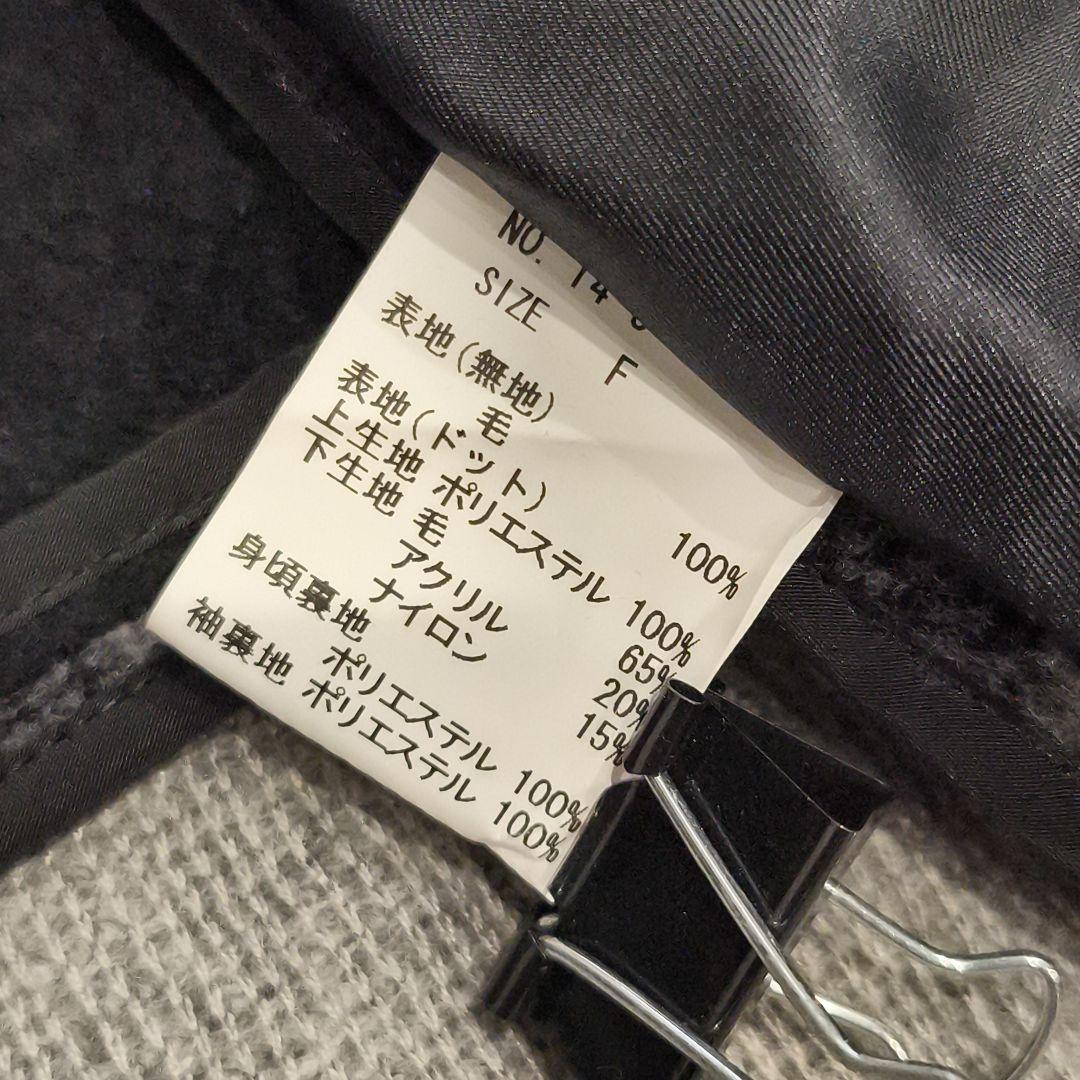 NO. 14
SIZE F
表地(無地)
毛 100%
表地(ドット)
上生地 ポリエステル 100%
下生地 毛 65%
アクリル 20%
ナイロン 15%
身頃裏地
ポリエステル 100%
袖裏地 ポリエステル 100%